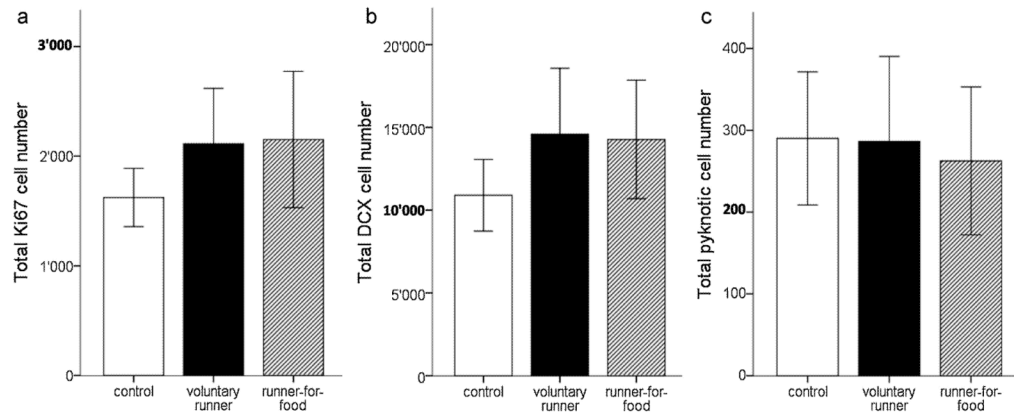 a
Total Ki67 cell number
3'000
2'000
1'000
0
control
voluntary
runner
runner-for-
food
b
Total DCX cell number
20'000
15'000
10'000
5'000
0
control
voluntary
runner
runner-for-
food
c
Total pyknotic cell number
400
300
200
100
0
control
voluntary
runner
runner-for-
food